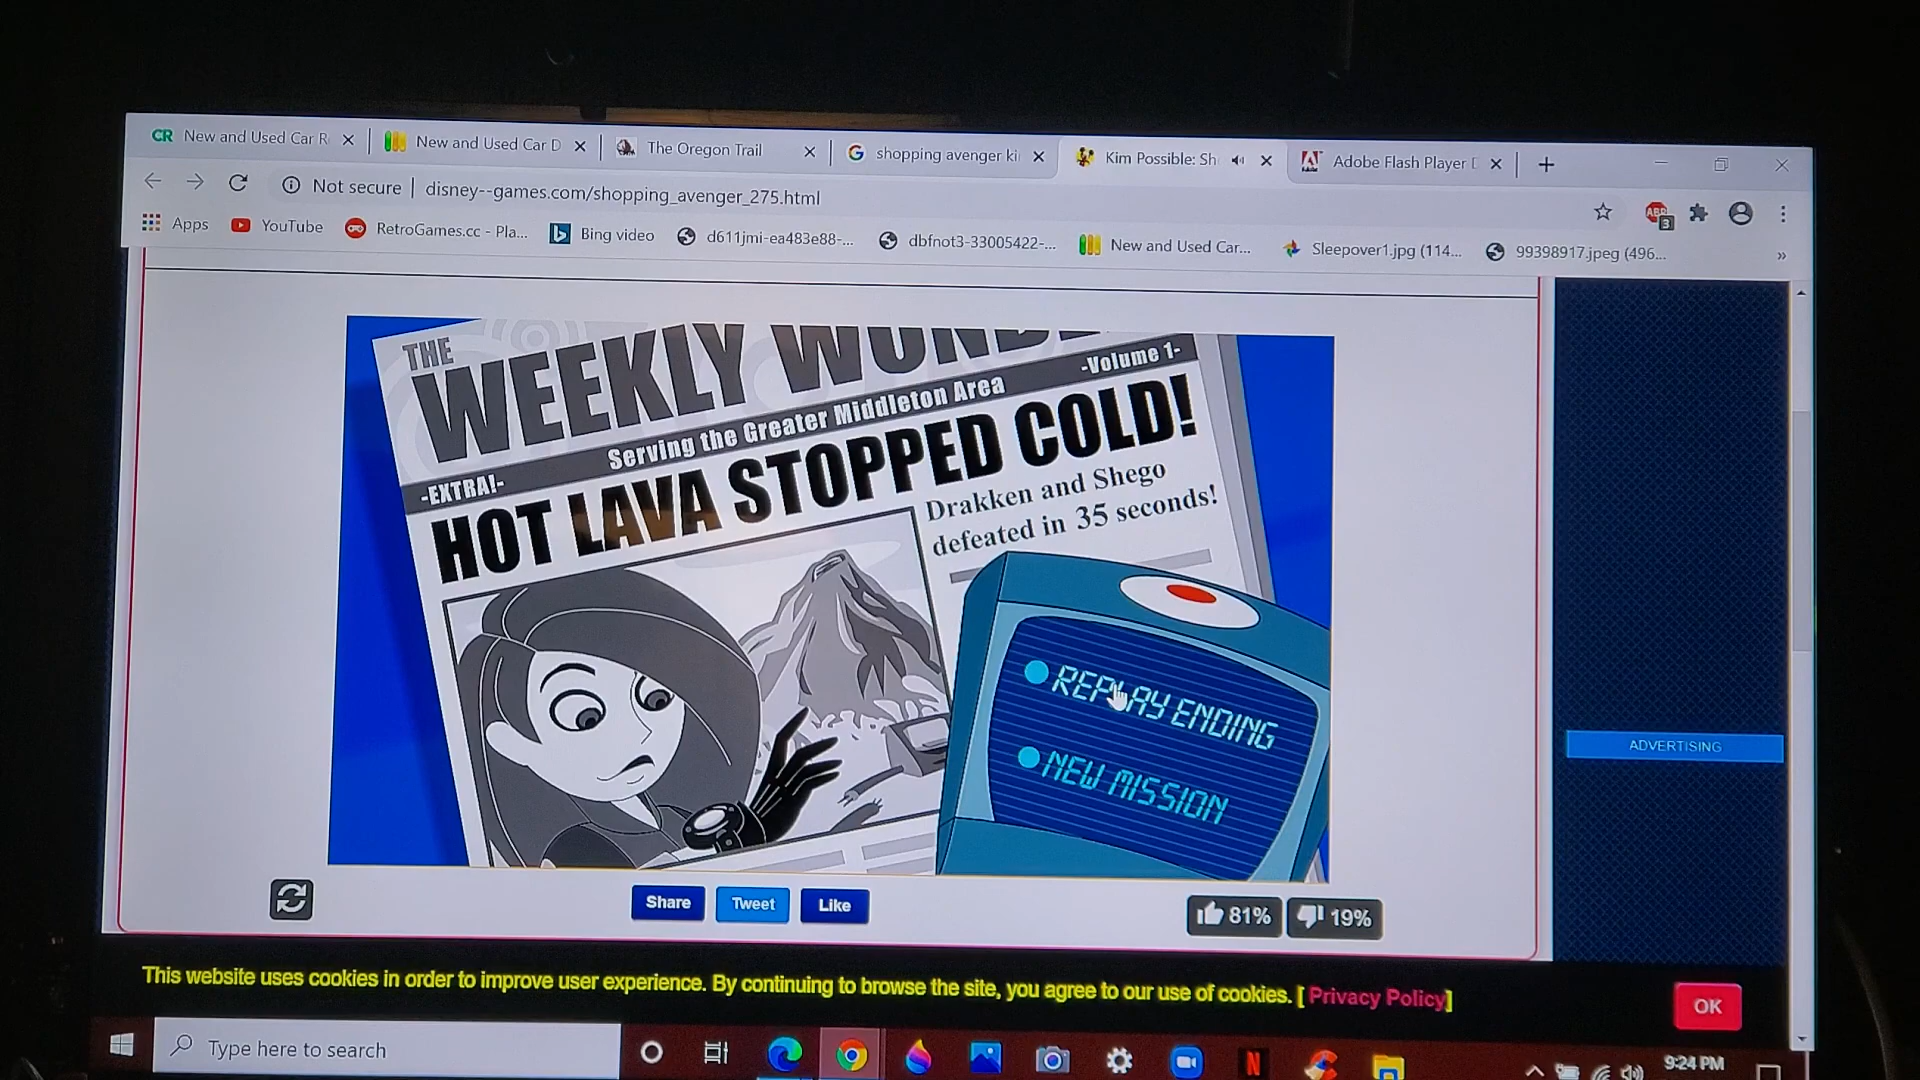 CR New and Used Car R
New and Used Car D
The Oregon Trail
shopping avenger ki
Kim Possible: Sh
Adobe Flash Player D
Not secure | disney--games.com/shopping_avenger_275.html
ABP
3
Apps
YouTube
RetroGames.cc - Pla...
Bing video
d611jmi-ea483e88-...
dbfnot3-33005422-...
New and Used Car...
Sleepover1.jpg (114...
99398917.jpeg (496...
»
THE
WEEKLY
-EXTRA!-
Serving the Greater Middleton Area
-Volume 1-
HOT LAVA STOPPED COLD!
Drakken and Shego
defeated in 35 seconds!
REPLAY ENDING
NEW MISSION
ADVERTISING
Share
Tweet
Like
81%
19%
This website uses cookies in order to improve user experience. By continuing to browse the site, you agree to our use of cookies. [ Privacy Policy]
OK
Type here to search
N
9:24 PM